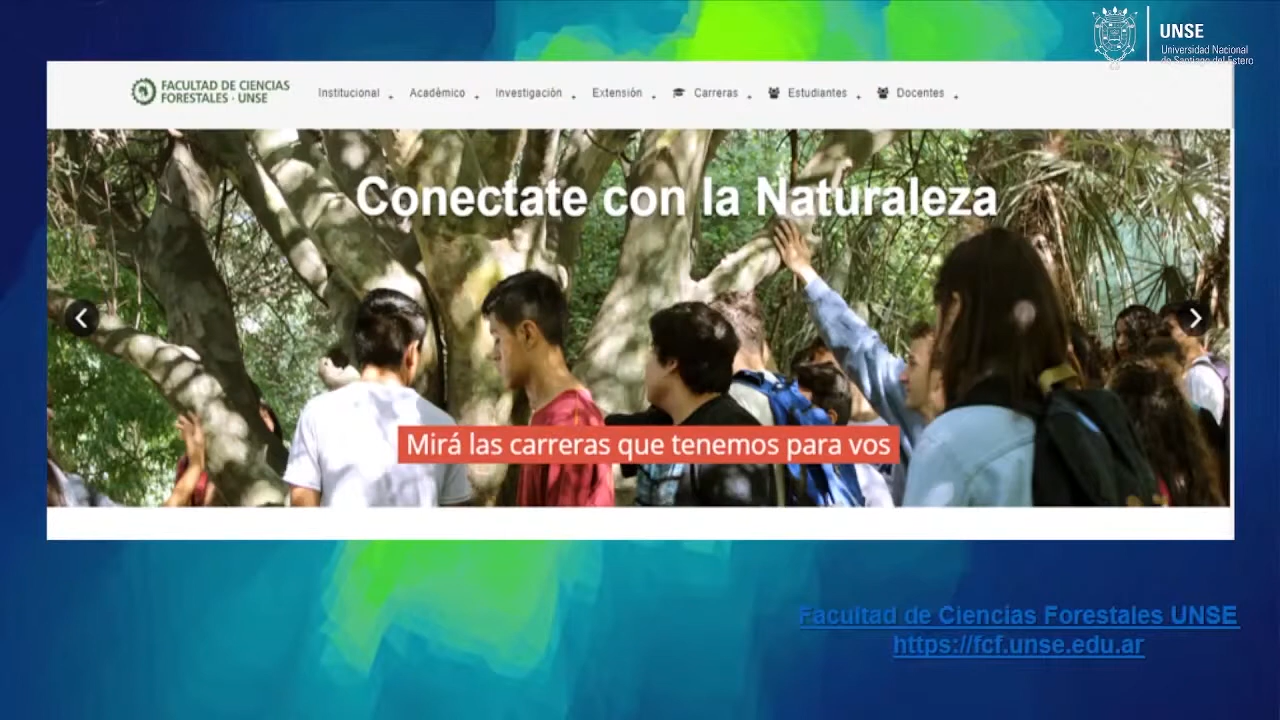 UNSE
Universidad Nacional
de Santiago del Estero
FACULTAD DE CIENCIAS
FORESTALES · UNSE
Institucional
Académico
Investigación
Extensión
Carreras
Estudiantes
Docentes
Conectate con la Naturaleza
Mirá las carreras que tenemos para vos
Facultad de Ciencias Forestales UNSE
https://fcf.unse.edu.ar